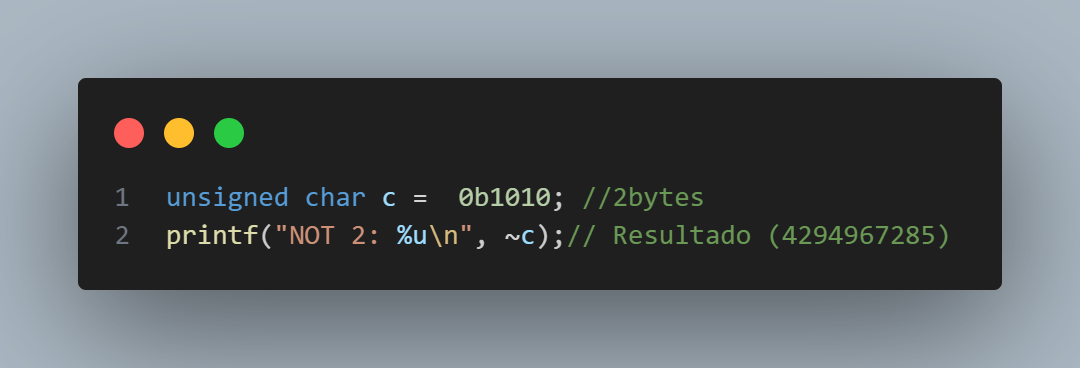 1 unsigned char c =  0b1010; //2bytes
2 printf("NOT 2: %u\n", ~c);// Resultado (4294967285)